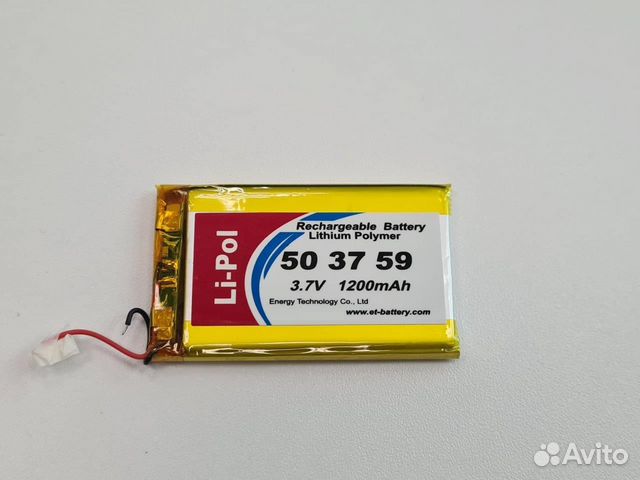 Li-Pol
Rechargeable Battery
Lithium Polymer
50 37 59
3.7V 1200mAh
Energy Technology Co., Ltd
www.et-battery.com
Avito